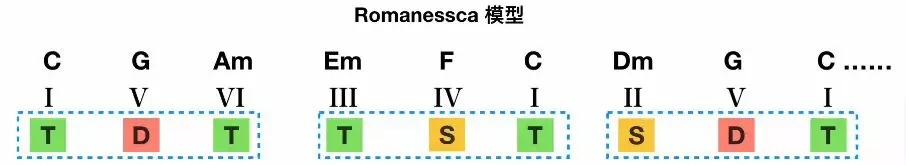 Romanessca 模型
C G Am Em F C Dm G C ......
I V VI III IV I II V I
T D T T S T S D T